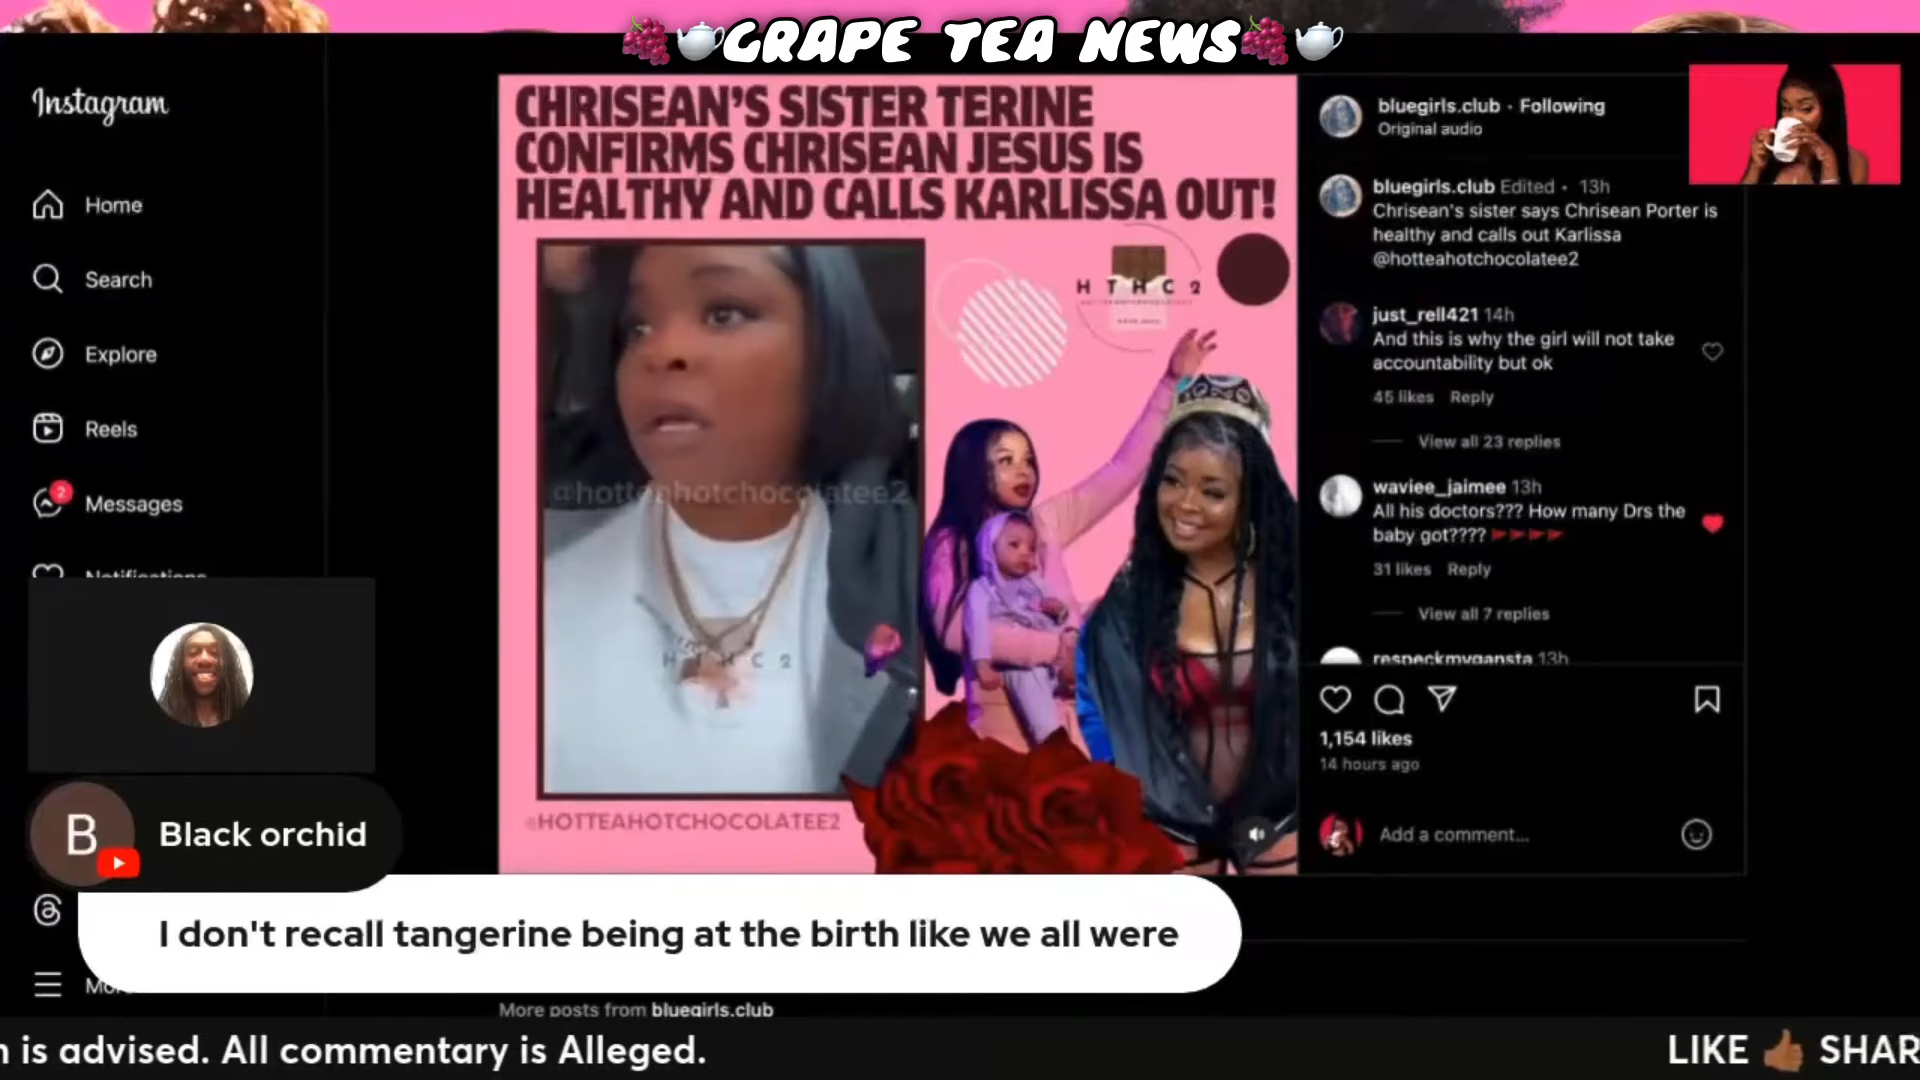 GRAPE TEA NEWS
Instagram
Home
Search
Explore
Reels
2
Messages
Notifications
CHRISEAN'S SISTER TERINE
CONFIRMS CHRISEAN JESUS IS
HEALTHY AND CALLS KARLISSA OUT!
H T H C 2
@hotteahotchocolatee2
H T H C 2
@HOTTEAHOTCHOCOLATEE2
bluegirls.club • Following
Original audio
bluegirls.club Edited • 13h
Chrisean's sister says Chrisean Porter is
healthy and calls out Karlissa
@hotteahotchocolatee2
just_rell421 14h
And this is why the girl will not take
accountability but ok
45 likes Reply
View all 23 replies
waviee_jaimee 13h
All his doctors??? How many Drs the
baby got????
31 likes Reply
View all 7 replies
respeckmygansta 13h
1,154 likes
14 hours ago
Add a comment...
B
Black orchid
I don't recall tangerine being at the birth like we all were
More
More posts from bluegirls.club
n is advised. All commentary is Alleged.
LIKE SHAR